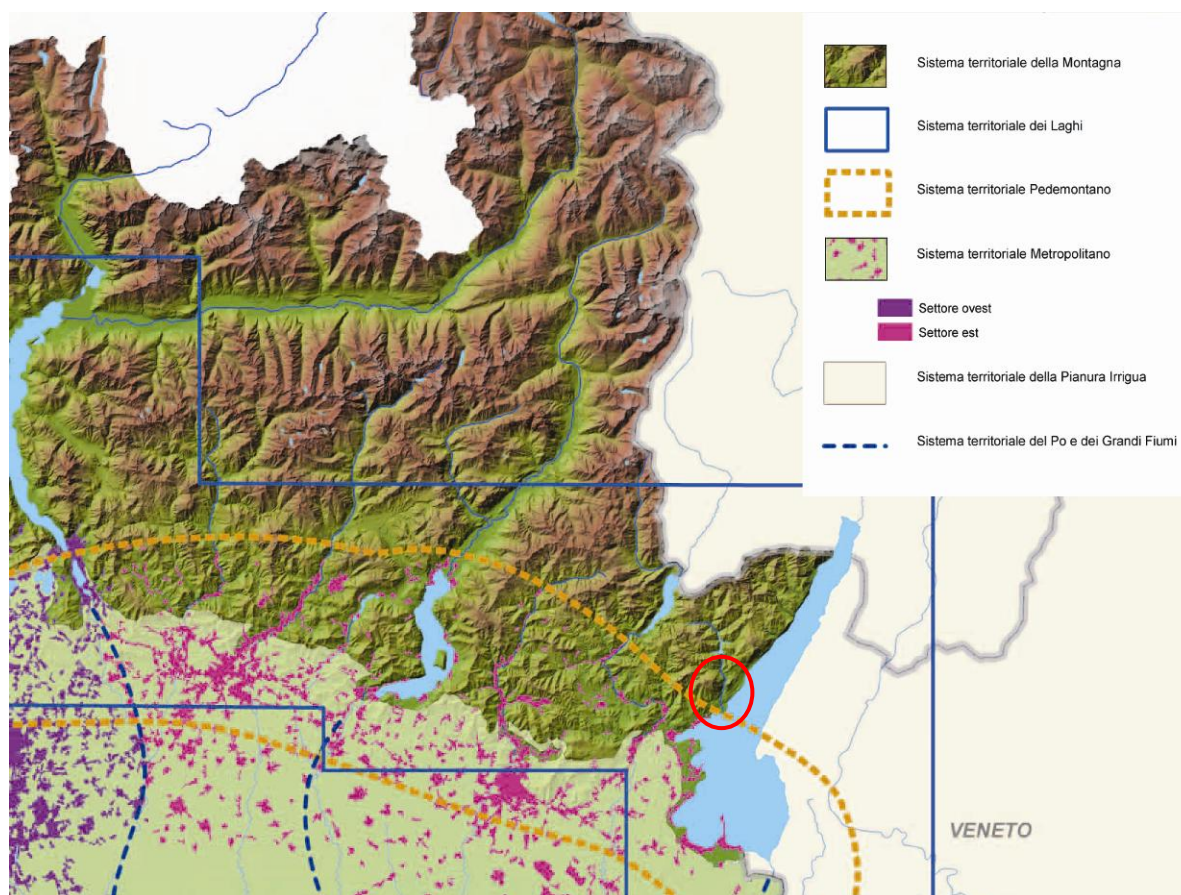 Sistema territoriale della Montagna
Sistema territoriale dei Laghi
Sistema territoriale Pedemontano
Sistema territoriale Metropolitano
Settore ovest
Settore est
Sistema territoriale della Pianura Irrigua
Sistema territoriale del Po e dei Grandi Fiumi
VENETO